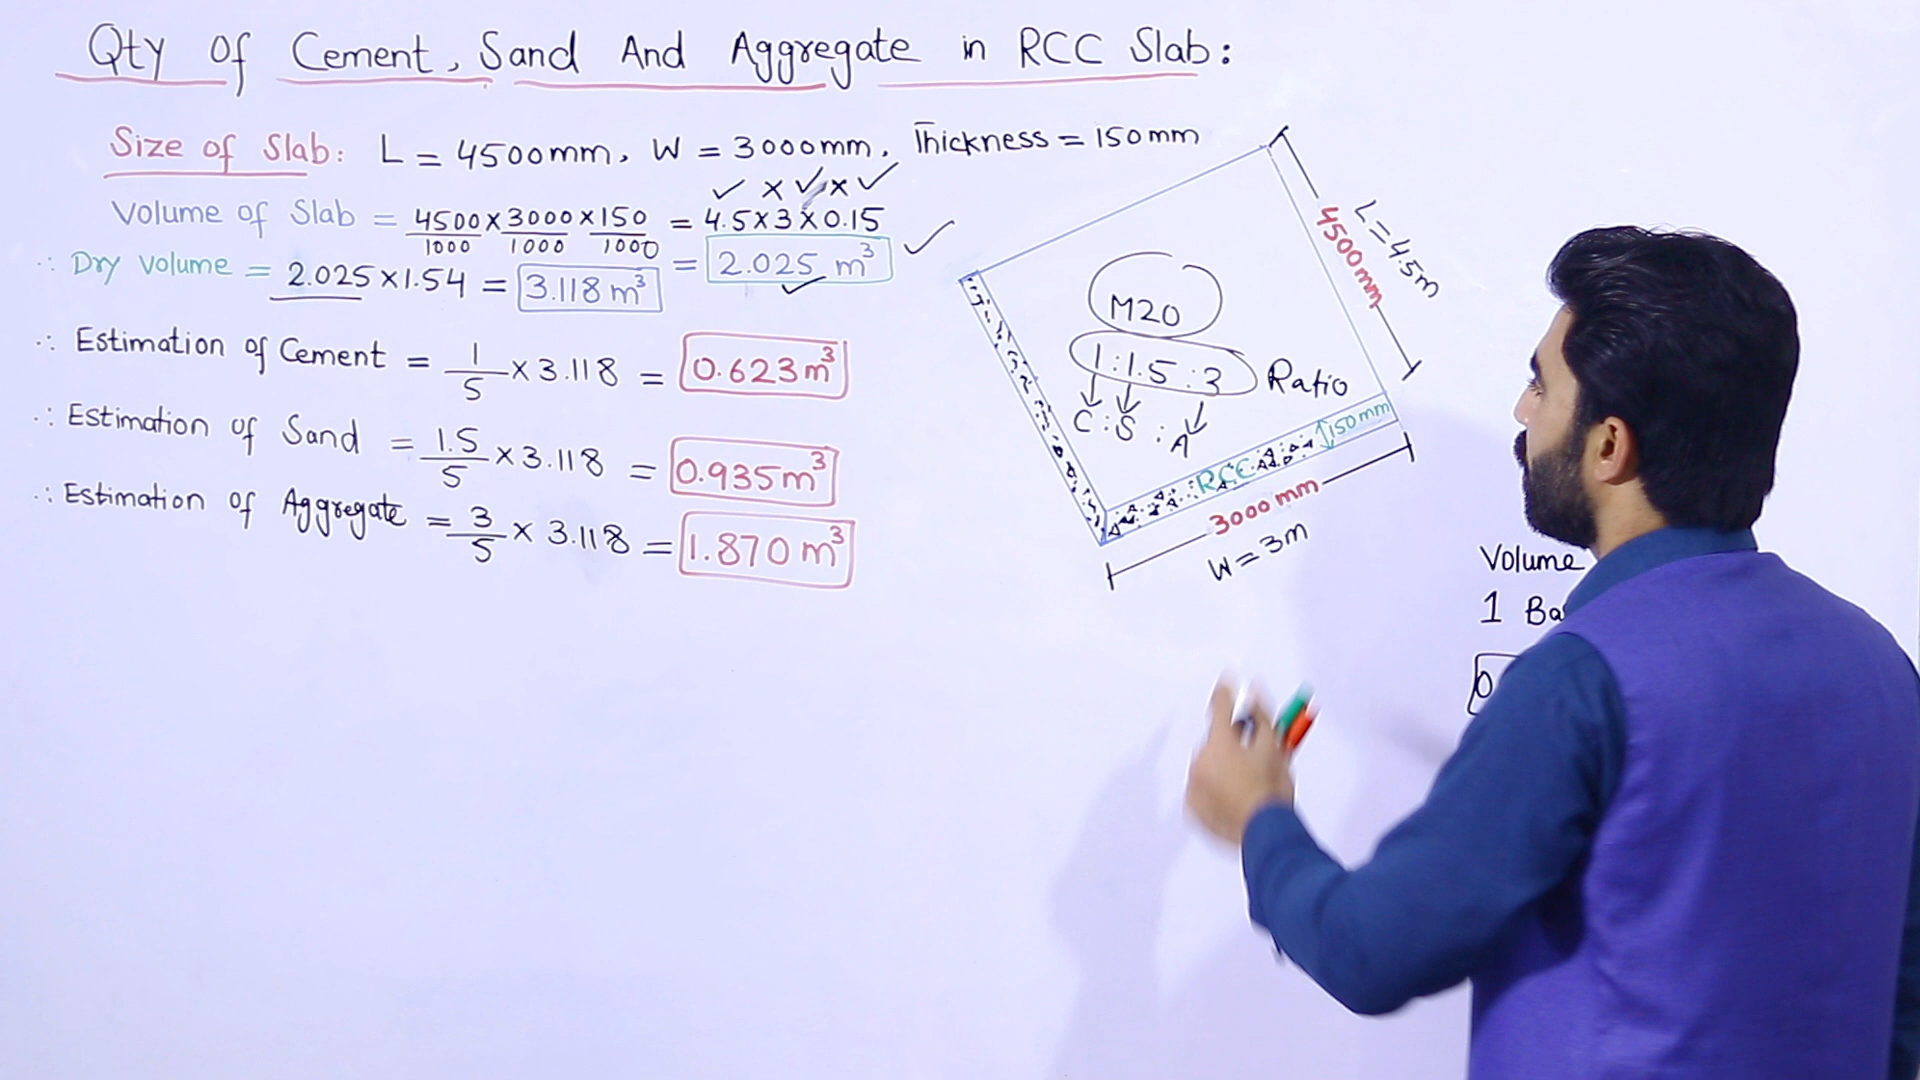 Qty Of Cement, Sand And Aggregate in RCC Slab:
Size of Slab: L = 4500mm, W = 3000mm, Thickness = 150mm
✓ x ✓ x ✓
Volume of Slab = 4500/1000 x 3000/1000 x 150/1000 = 4.5 x 3 x 0.15
= 2.025 m³ ✓
∴ Dry Volume = 2.025 x 1.54 = 3.118 m³
∴ Estimation of Cement = 1/5 x 3.118 = 0.623 m³
∴ Estimation of Sand = 1.5/5 x 3.118 = 0.935 m³
∴ Estimation of Aggregate = 3/5 x 3.118 = 1.870 m³
M20
1 : 1.5 : 3 Ratio
C : S : A
L = 4.5m
4500mm
150mm
RCC
3000 mm
W = 3m
Volume
1